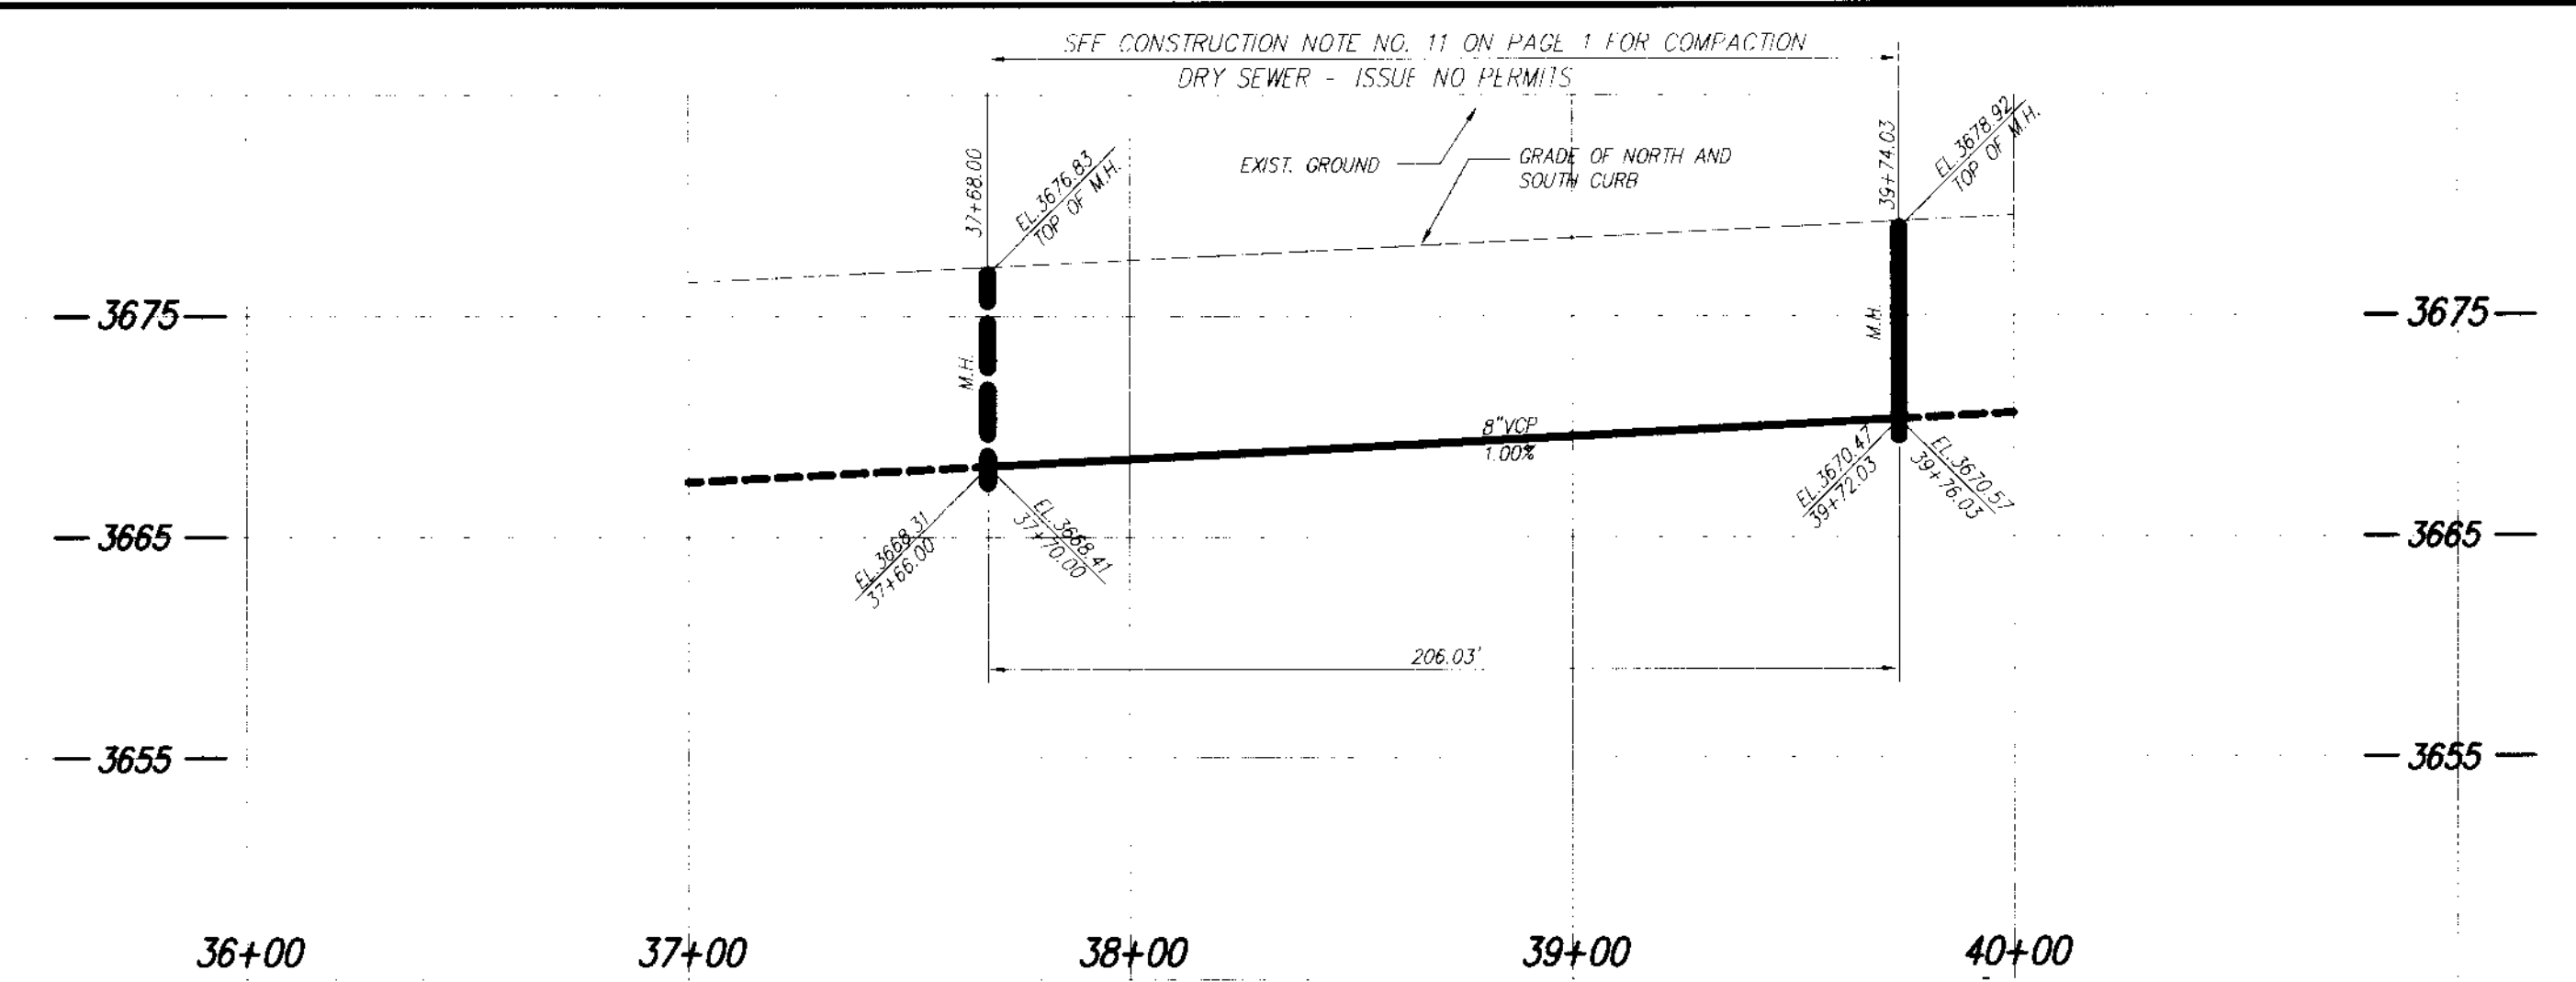 SEE CONSTRUCTION NOTE NO. 11 ON PAGE 1 FOR COMPACTION
DRY SEWER - ISSUE NO PERMITS
37+68.00
EL.3676.83
TOP OF M.H.
EXIST. GROUND
GRADE OF NORTH AND
SOUTH CURB
39+74.03
EL.3678.92
TOP OF M.H.
3675
3675
M.H.
M.H.
8"VCP
1.00%
EL.3668.31
37+66.00
EL.3668.41
37+70.00
EL.3670.47
39+72.03
EL.3670.57
39+76.03
3665
3665
206.03'
3655
3655
36+00
37+00
38+00
39+00
40+00